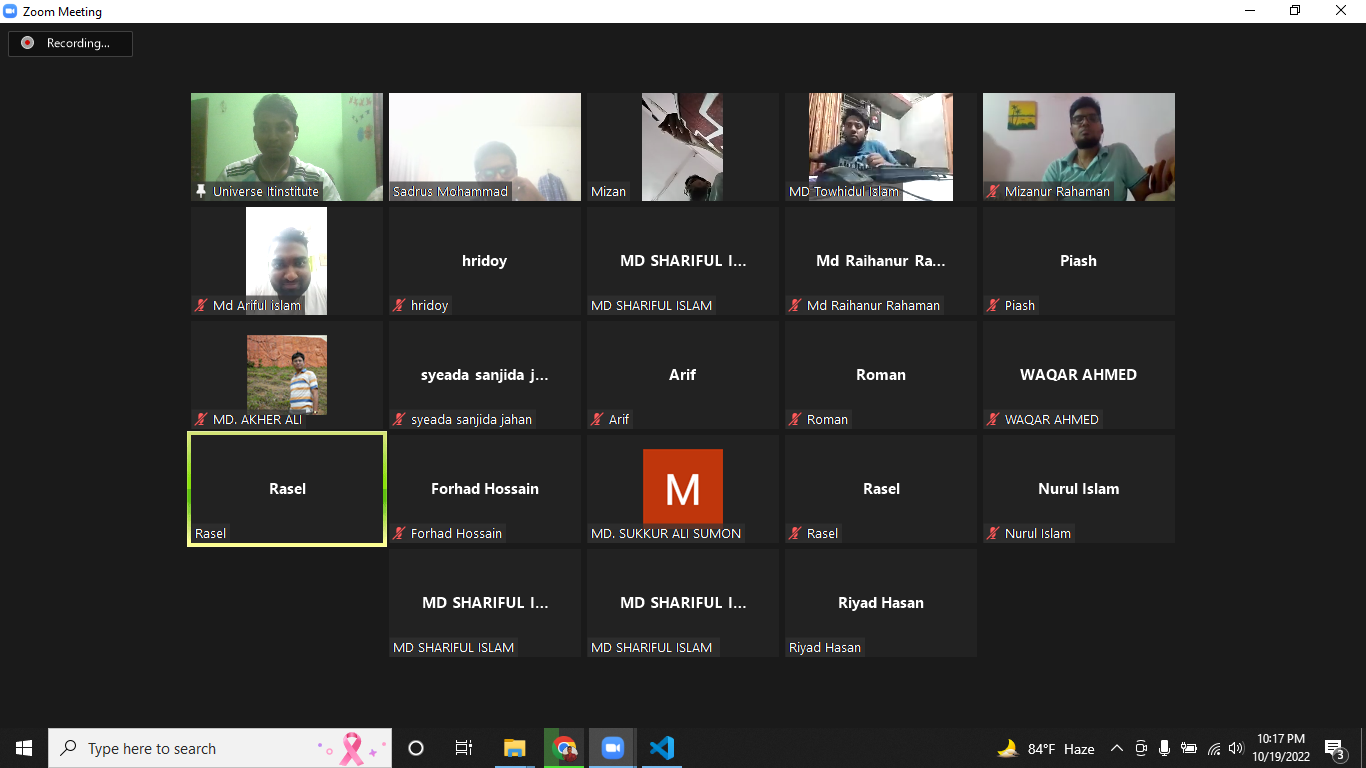 Zoom Meeting
Recording...
Universe Itinstitute
Sadrus Mohammad
Mizan
MD Towhidul Islam
Mizanur Rahaman
Md Ariful islam
hridoy
hridoy
MD SHARIFUL I...
MD SHARIFUL ISLAM
Md Raihanur Ra...
Md Raihanur Rahaman
Piash
Piash
MD. AKHER ALI
syeada sanjida j...
syeada sanjida jahan
Arif
Arif
Roman
Roman
WAQAR AHMED
WAQAR AHMED
Rasel
Rasel
Forhad Hossain
Forhad Hossain
M
MD. SUKKUR ALI SUMON
Rasel
Rasel
Nurul Islam
Nurul Islam
MD SHARIFUL I...
MD SHARIFUL ISLAM
MD SHARIFUL I...
MD SHARIFUL ISLAM
Riyad Hasan
Riyad Hasan
Type here to search
84°F Haze
10:17 PM
10/19/2022
3